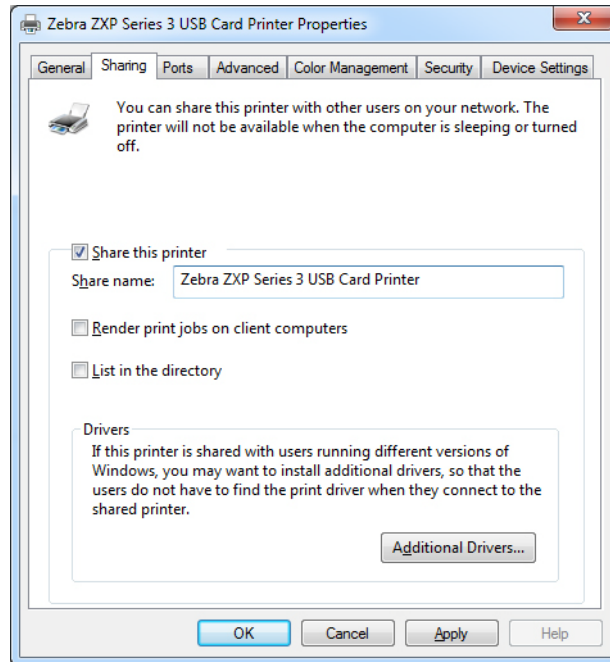 Zebra ZXP Series 3 USB Card Printer Properties
General Sharing Ports Advanced Color Management Security Device Settings
You can share this printer with other users on your network. The
printer will not be available when the computer is sleeping or turned
off.
Share this printer
Share name: Zebra ZXP Series 3 USB Card Printer
Render print jobs on client computers
List in the directory
Drivers
If this printer is shared with users running different versions of
Windows, you may want to install additional drivers, so that the
users do not have to find the print driver when they connect to the
shared printer.
Additional Drivers...
OK Cancel Apply Help